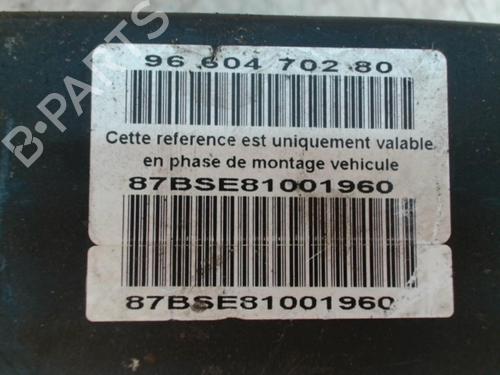 96 604 702 80
Cette reference est uniquement valable
en phase de montage vehicule
87BSE81001960
87BSE81001960
B-PARTS